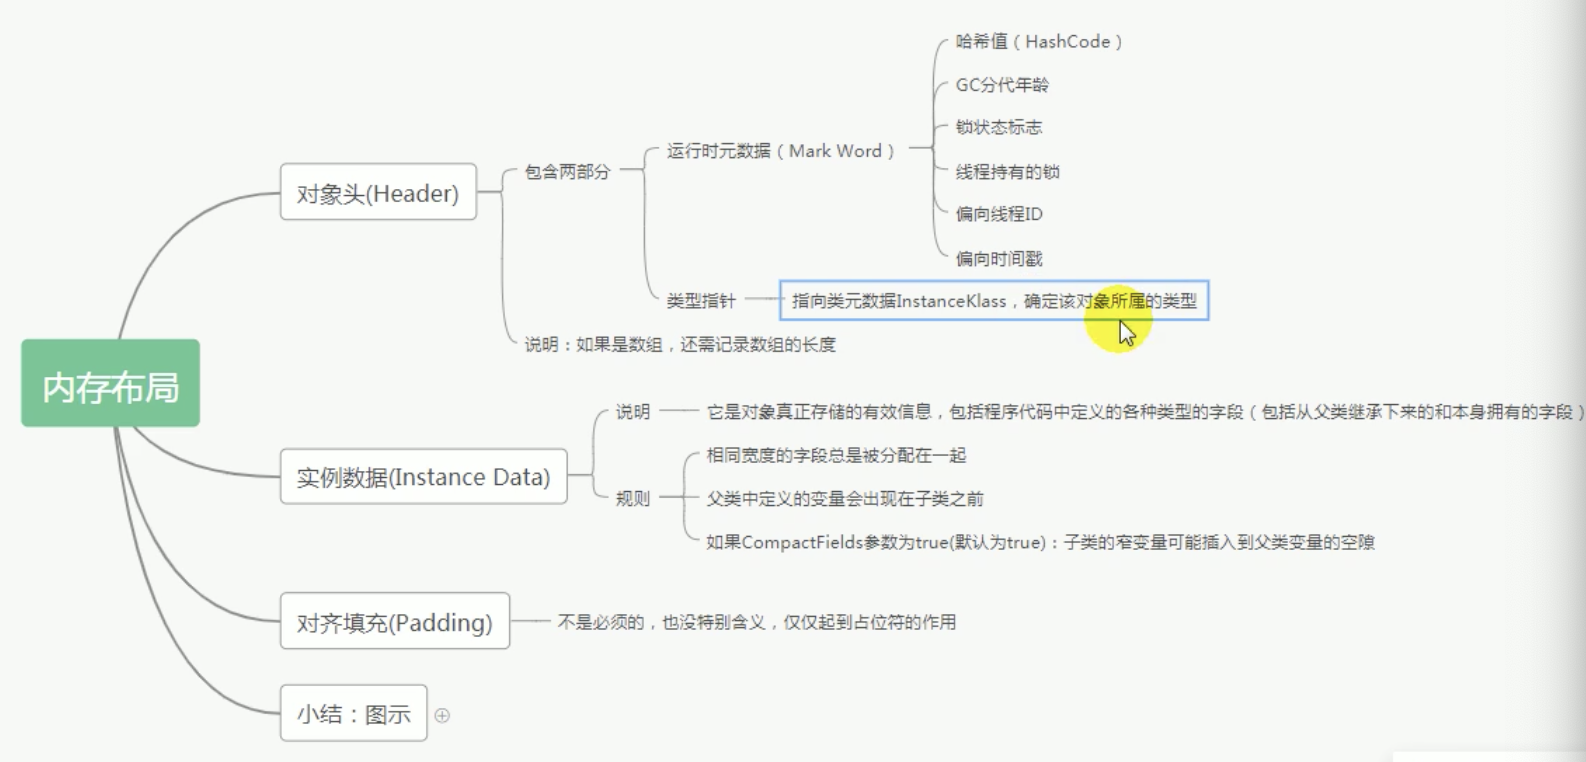 哈希值（HashCode）
GC分代年龄
锁状态标志
运行时元数据（Mark Word）
包含两部分
线程持有的锁
对象头(Header)
偏向线程ID
偏向时间戳
类型指针
指向类元数据InstanceKlass，确定该对象所属的类型
说明：如果是数组，还需记录数组的长度
内存布局
说明
它是对象真正存储的有效信息，包括程序代码中定义的各种类型的字段（包括从父类继承下来的和本身拥有的字段）
相同宽度的字段总是被分配在一起
实例数据(Instance Data)
规则
父类中定义的变量会出现在子类之前
如果CompactFields参数为true(默认为true)：子类的窄变量可能插入到父类变量的空隙
对齐填充(Padding)
不是必须的，也没特别含义，仅仅起到占位符的作用
小结：图示